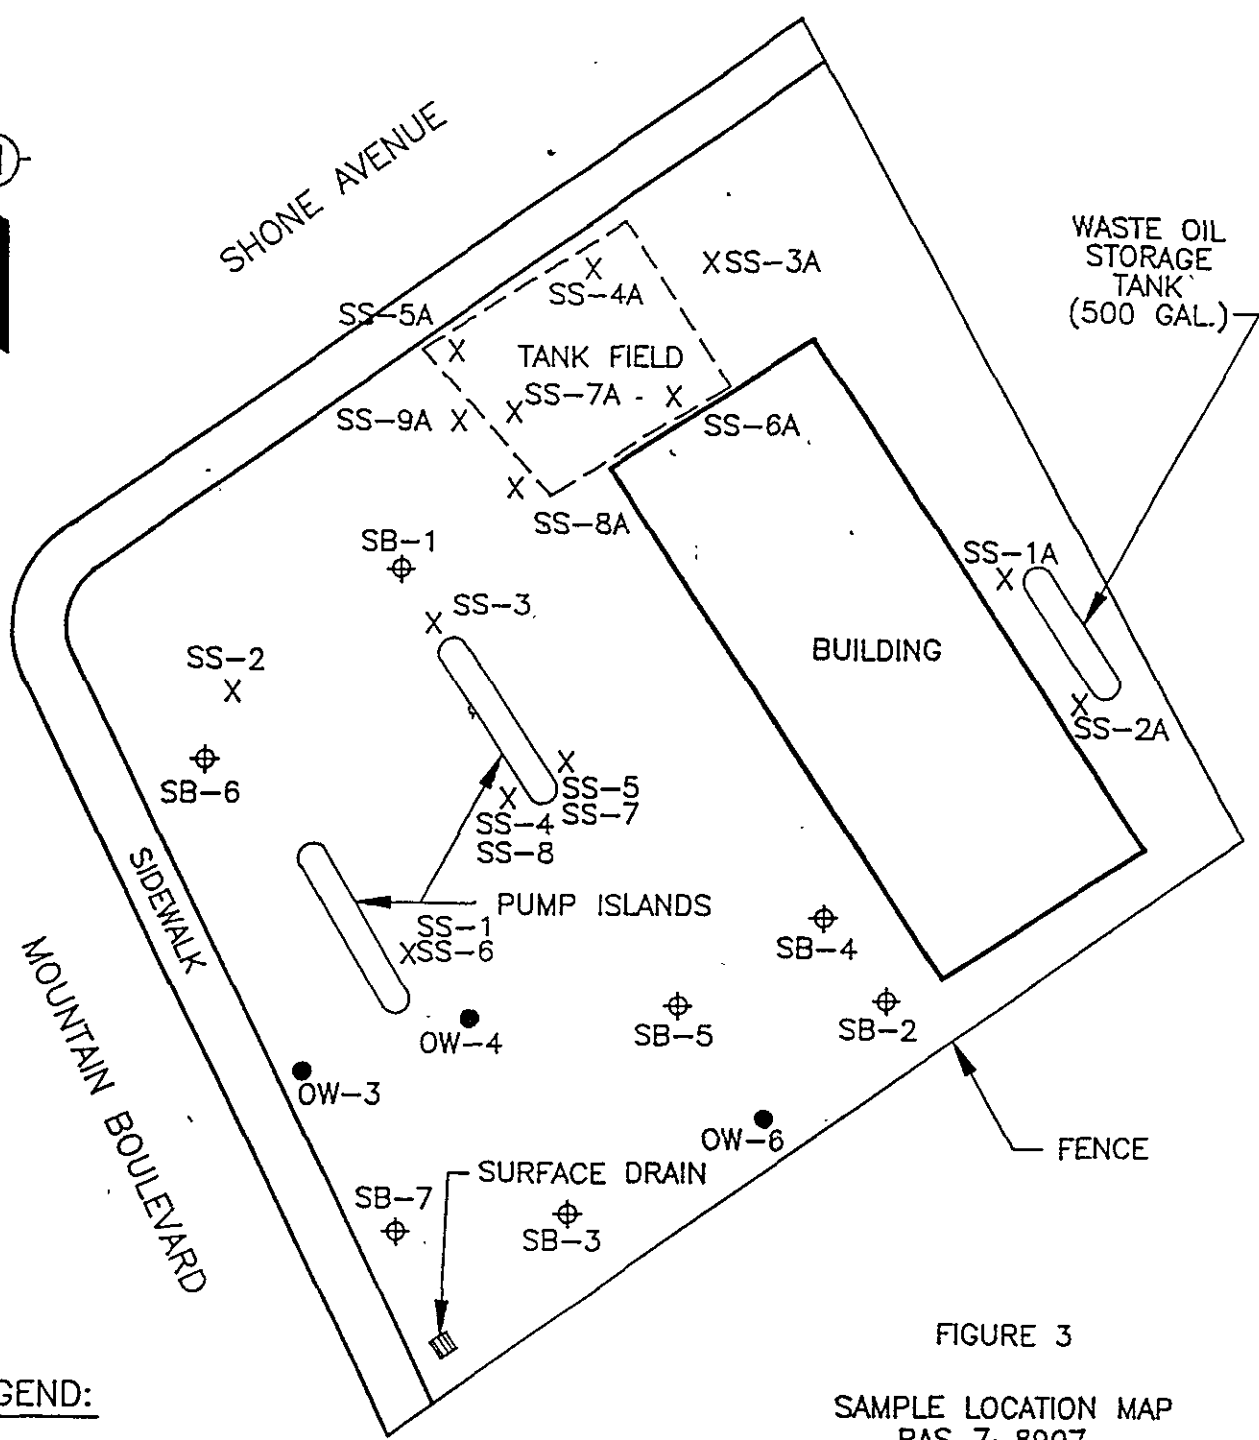 SHONE AVENUE
WASTE OIL
STORAGE
TANK
(500 GAL.)
XSS-3A
X
SS-4A
SS-5A
X
TANK FIELD
SS-7A
X
X
SS-9A
X
SS-6A
X
SS-8A
SB-1
SS-1A
X
SS-3
X
SS-2
X
BUILDING
X
SS-2A
SB-6
X
SS-5
SS-7
X
SS-4
SS-8
SIDEWALK
PUMP ISLANDS
SS-1
XSS-6
SB-4
MOUNTAIN BOULEVARD
SB-5
SB-2
OW-4
OW-3
OW-6
FENCE
SURFACE DRAIN
SB-7
SB-3
FIGURE 3
GEND:
SAMPLE LOCATION MAP